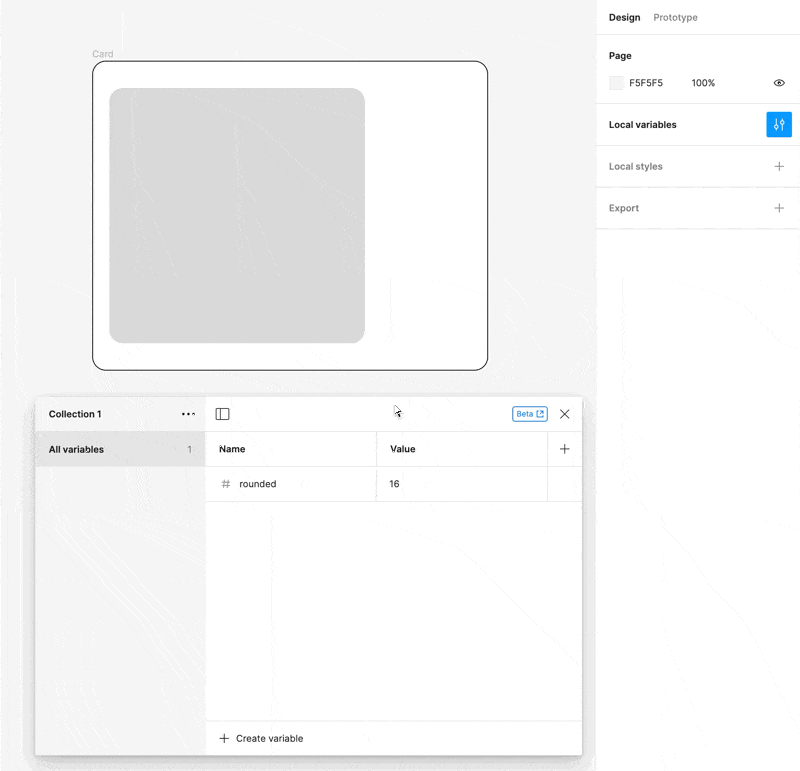 Design Prototype
Page
F5F5F5 100%
Local variables
Local styles
Export
Card
Collection 1
Beta
All variables 1
Name Value
rounded 16
Create variable